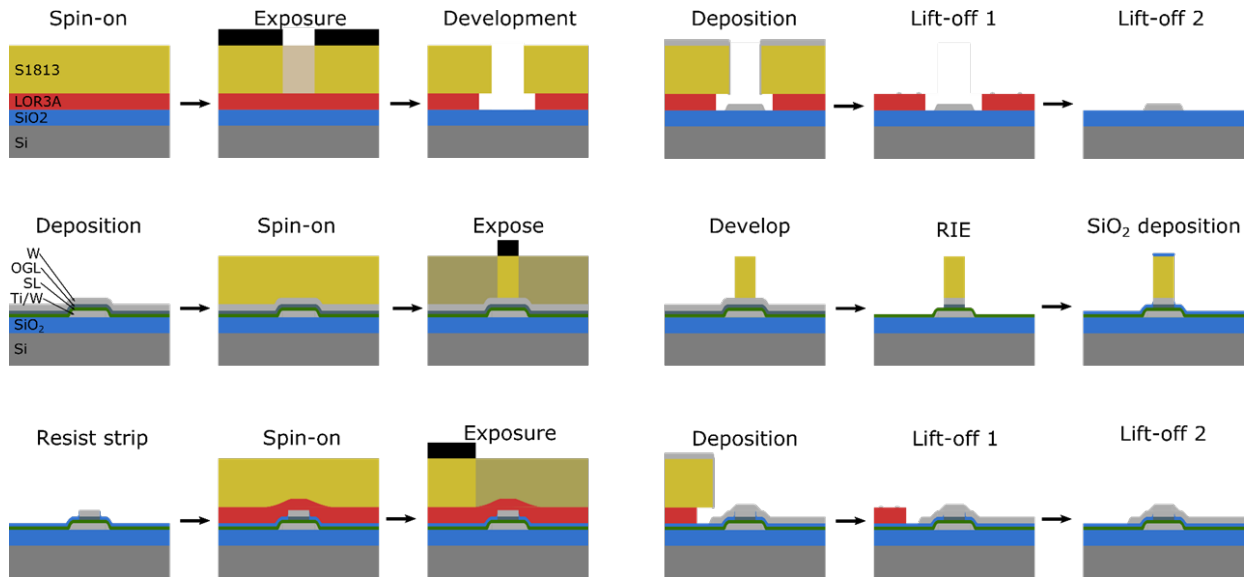 Spin-on
Exposure
Development
Deposition
Lift-off 1
Lift-off 2
S1813
LOR3A
SiO2
Si
Deposition
Spin-on
Expose
Develop
RIE
SiO₂ deposition
W
OGL
SL
Ti/W
SiO₂
Si
Resist strip
Spin-on
Exposure
Deposition
Lift-off 1
Lift-off 2